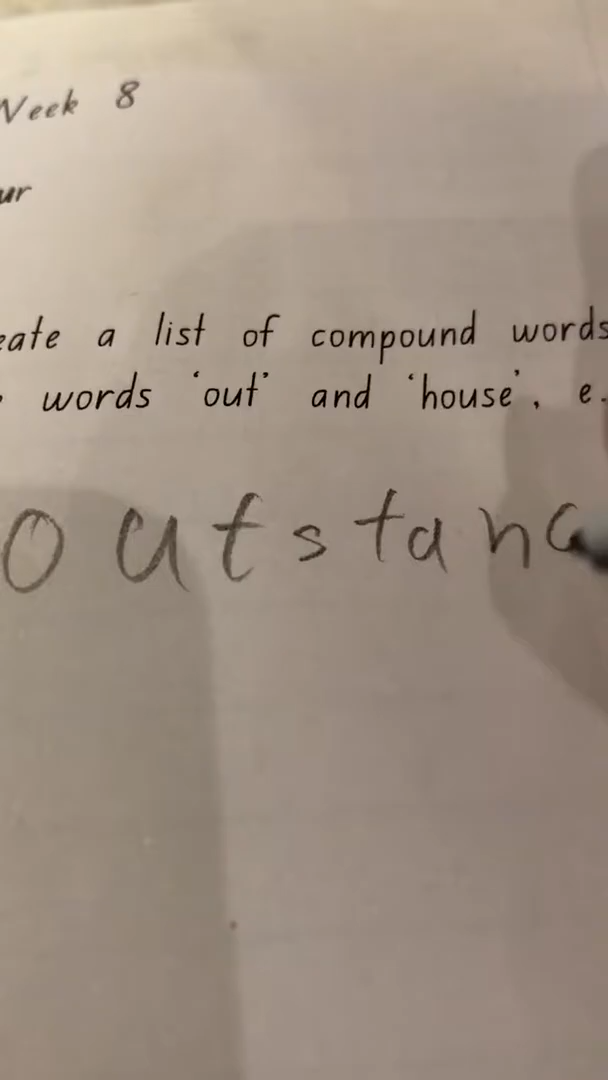 Week 8
ur
eate a list of compound words
words 'out' and 'house', e.
outstan